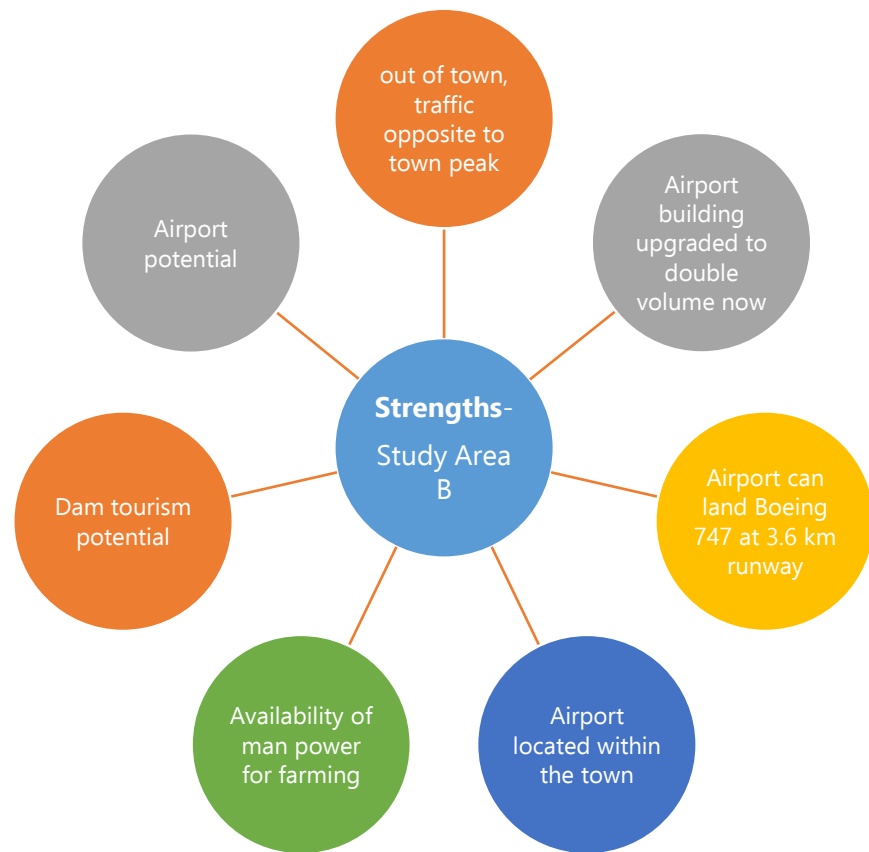 out of town,
traffic
opposite to
town peak
Airport
building
upgraded to
double
volume now
Airport can
land Boeing
747 at 3.6 km
runway
Airport
located within
the town
Availability of
man power
for farming
Dam tourism
potential
Airport
potential
Strengths-
Study Area
B